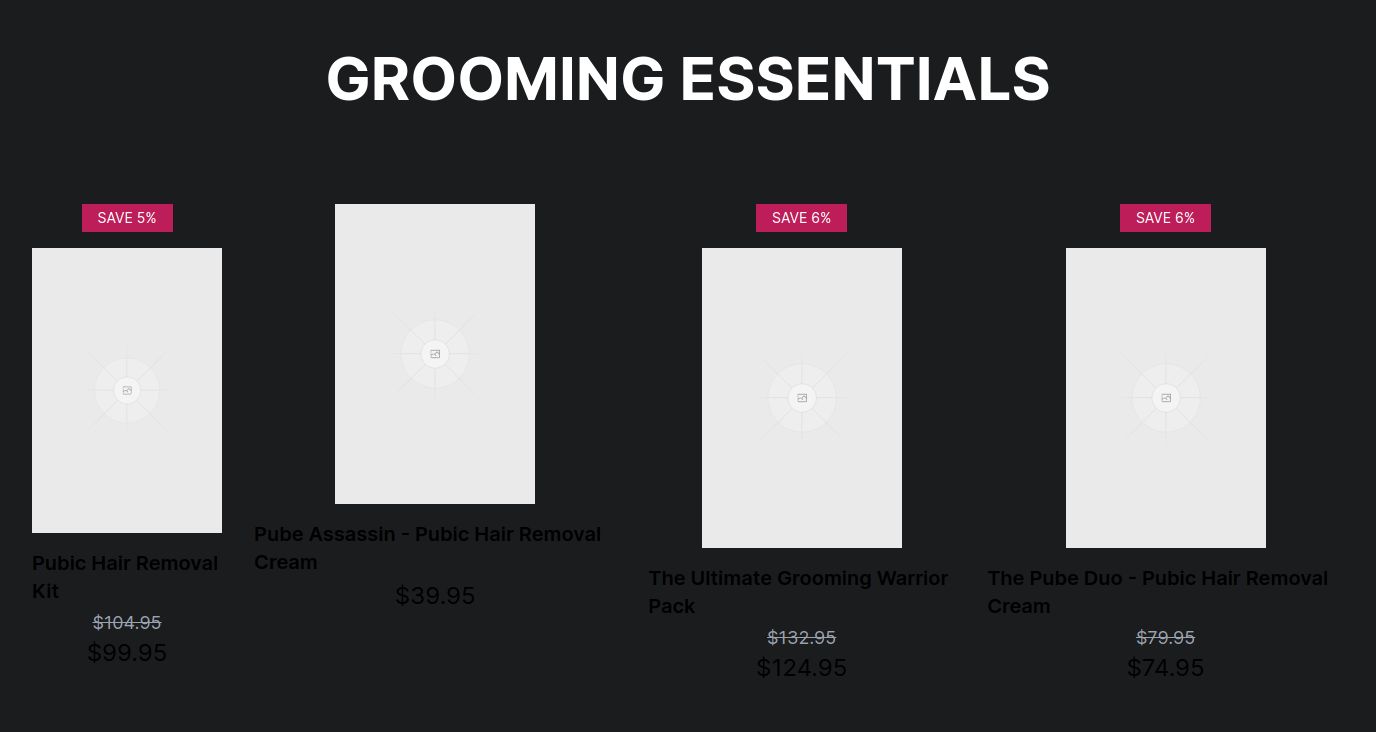 GROOMING ESSENTIALS
SAVE 5%
Pubic Hair Removal
Kit
$104.95
$99.95
Pube Assassin - Pubic Hair Removal
Cream
$39.95
SAVE 6%
The Ultimate Grooming Warrior
Pack
$132.95
$124.95
SAVE 6%
The Pube Duo - Pubic Hair Removal
Cream
$79.95
$74.95